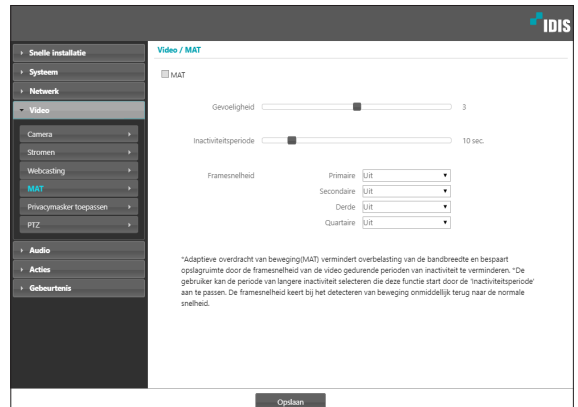 IDIS
Snelle installatie
Systeem
Netwerk
Video
Camera
Stromen
Webcasting
MAT
Privacymasker toepassen
PTZ
Audio
Acties
Gebeurtenis
Video / MAT
MAT
Gevoeligheid 3
Inactiviteitsperiode 10 sec.
Framesnelheid Primaire Uit
Secondaire Uit
Derde Uit
Quartaire Uit
*Adaptieve overdracht van beweging(MAT) vermindert overbelasting van de bandbreedte en bespaart
opslagruimte door de framesnelheid van de video gedurende perioden van inactiviteit te verminderen. *De
gebruiker kan de periode van langere inactiviteit selecteren die deze functie start door de 'Inactiviteitsperiode'
aan te passen. De framesnelheid keert bij het detecteren van beweging onmiddellijk terug naar de normale
snelheid.
Opslaan